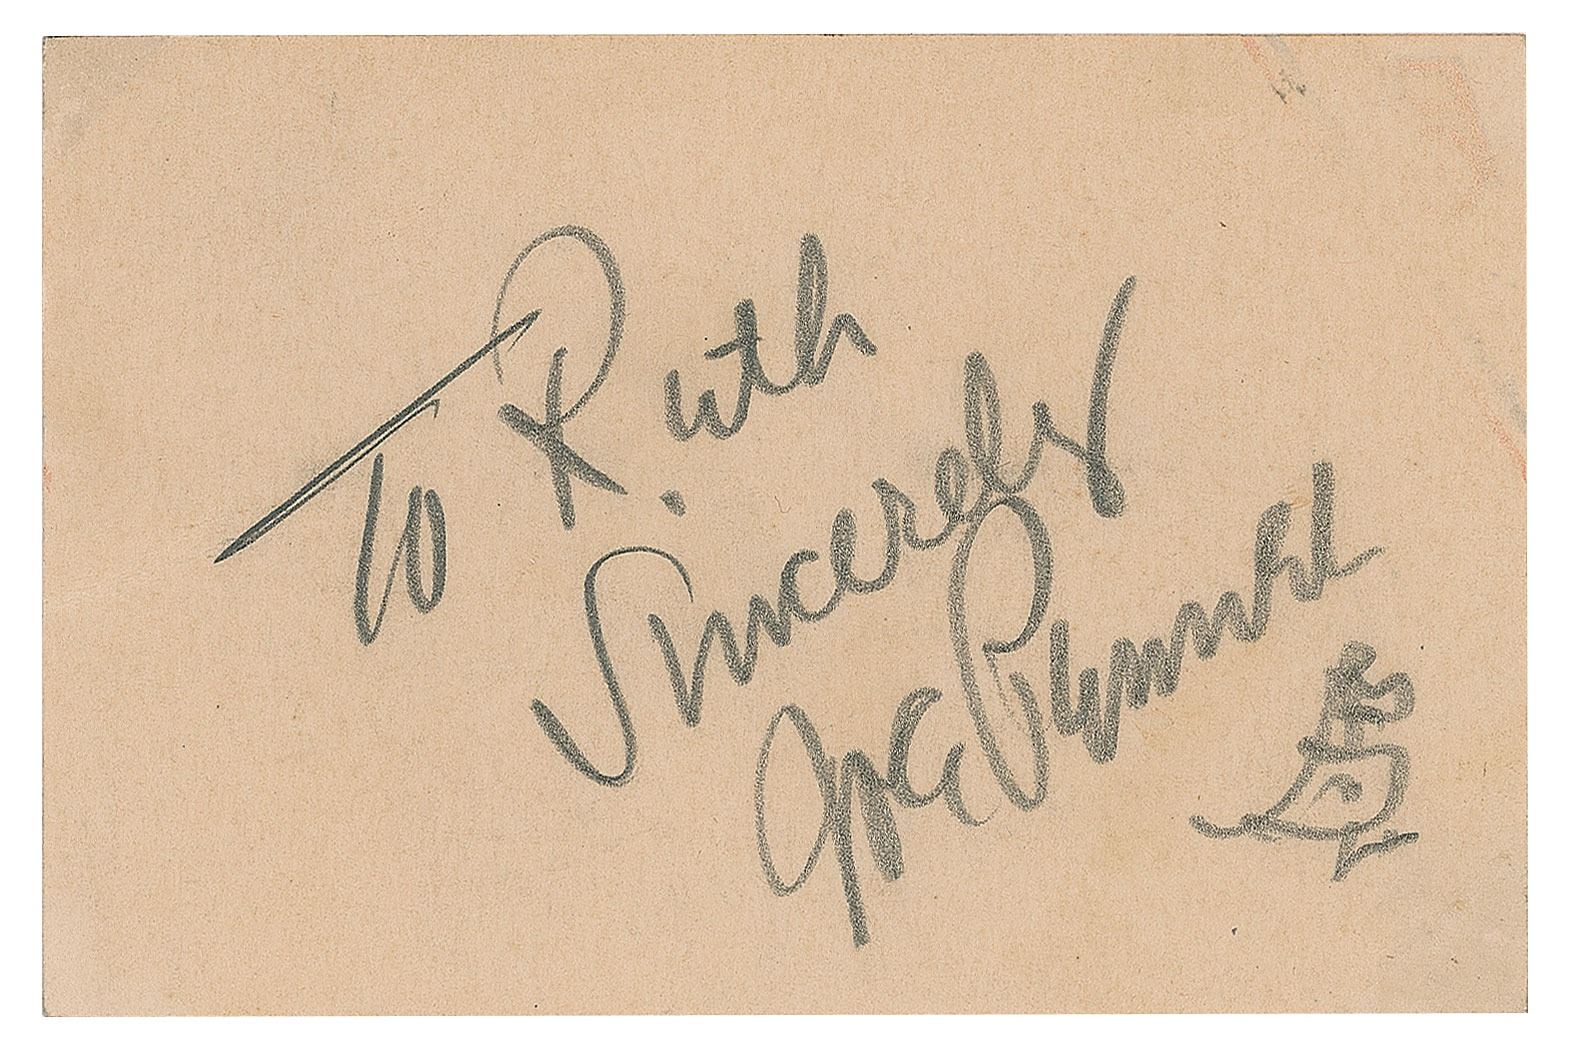 To Ruth
Sincerely
Joe Penner